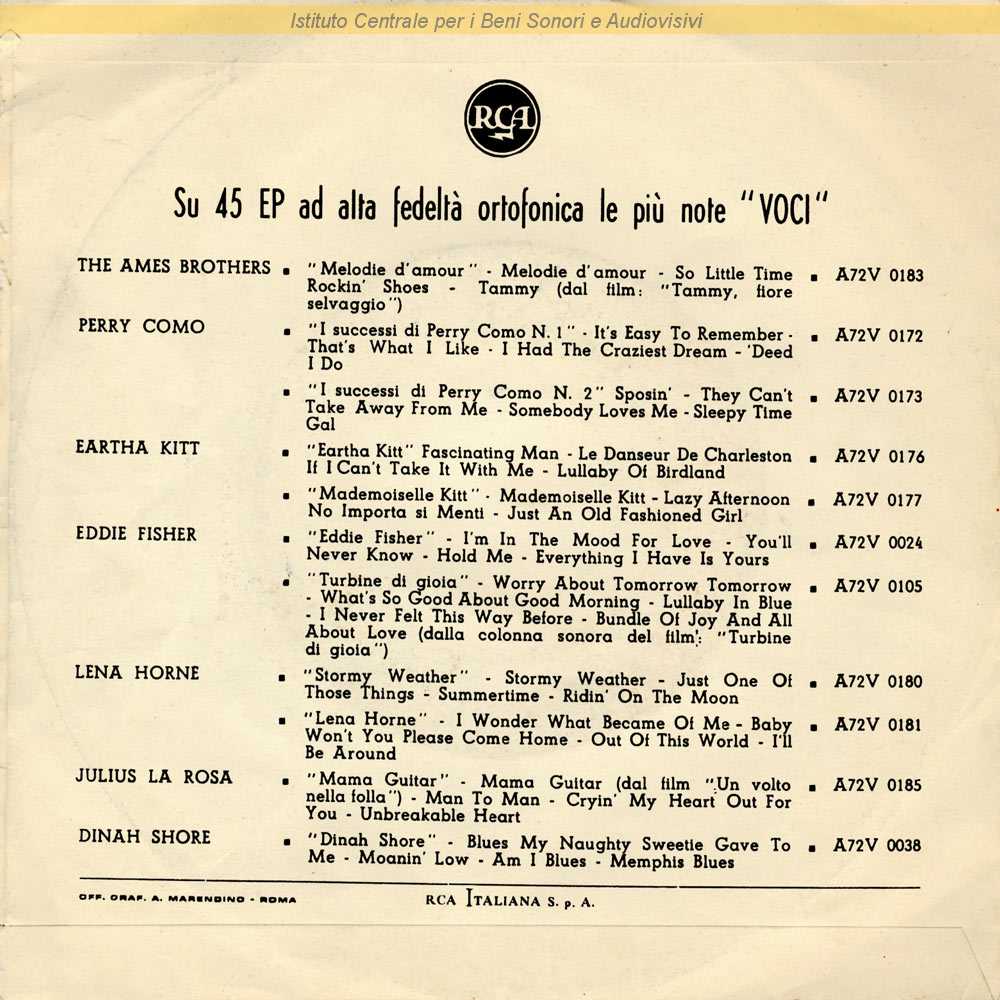 Istituto Centrale per i Beni Sonori e Audiovisivi
RCA
Su 45 EP ad alta fedeltà ortofonica le più note "VOCI"
THE AMES BROTHERS ▪ "Melodie d'amour" - Melodie d'amour - So Little Time ▪ A72V 0183
Rockin' Shoes - Tammy (dal film: "Tammy, fiore
selvaggio")
PERRY COMO ▪ "I successi di Perry Como N. 1" - It's Easy To Remember - ▪ A72V 0172
That's What I Like - I Had The Craziest Dream - 'Deed
I Do
▪ "I successi di Perry Como N. 2" Sposin' - They Can't ▪ A72V 0173
Take Away From Me - Somebody Loves Me - Sleepy Time
Gal
EARTHA KITT ▪ "Eartha Kitt" Fascinating Man - Le Danseur De Charleston ▪ A72V 0176
If I Can't Take It With Me - Lullaby Of Birdland
▪ "Mademoiselle Kitt" - Mademoiselle Kitt - Lazy Afternoon ▪ A72V 0177
No Importa si Menti - Just An Old Fashioned Girl
EDDIE FISHER ▪ "Eddie Fisher" - I'm In The Mood For Love - You'll ▪ A72V 0024
Never Know - Hold Me - Everything I Have Is Yours
▪ "Turbine di gioia" - Worry About Tomorrow Tomorrow ▪ A72V 0105
- What's So Good About Good Morning - Lullaby In Blue
- I Never Felt This Way Before - Bundle Of Joy And All
About Love (dalla colonna sonora del film: "Turbine
di gioia")
LENA HORNE ▪ "Stormy Weather" - Stormy Weather - Just One Of ▪ A72V 0180
Those Things - Summertime - Ridin' On The Moon
▪ "Lena Horne" - I Wonder What Became Of Me - Baby ▪ A72V 0181
Won't You Please Come Home - Out Of This World - I'll
Be Around
JULIUS LA ROSA ▪ "Mama Guitar" - Mama Guitar (dal film "Un volto ▪ A72V 0185
nella folla") - Man To Man - Cryin' My Heart Out For
You - Unbreakable Heart
DINAH SHORE ▪ "Dinah Shore" - Blues My Naughty Sweetie Gave To ▪ A72V 0038
Me - Moanin' Low - Am I Blues - Memphis Blues
OFF. GRAF. A. MARENDINO - ROMA RCA ITALIANA S. p. A.